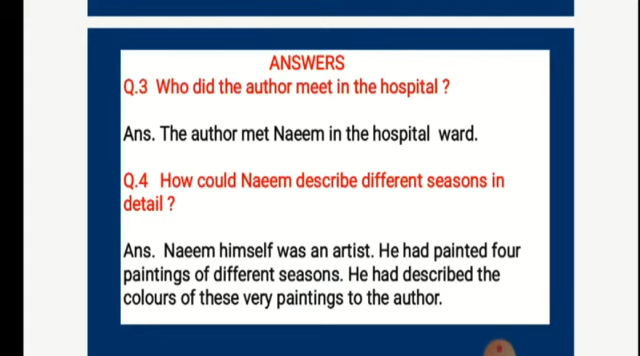 ANSWERS
Q.3 Who did the author meet in the hospital ?
Ans. The author met Naeem in the hospital ward.
Q.4 How could Naeem describe different seasons in
detail ?
Ans. Naeem himself was an artist. He had painted four
paintings of different seasons. He had described the
colours of these very paintings to the author.